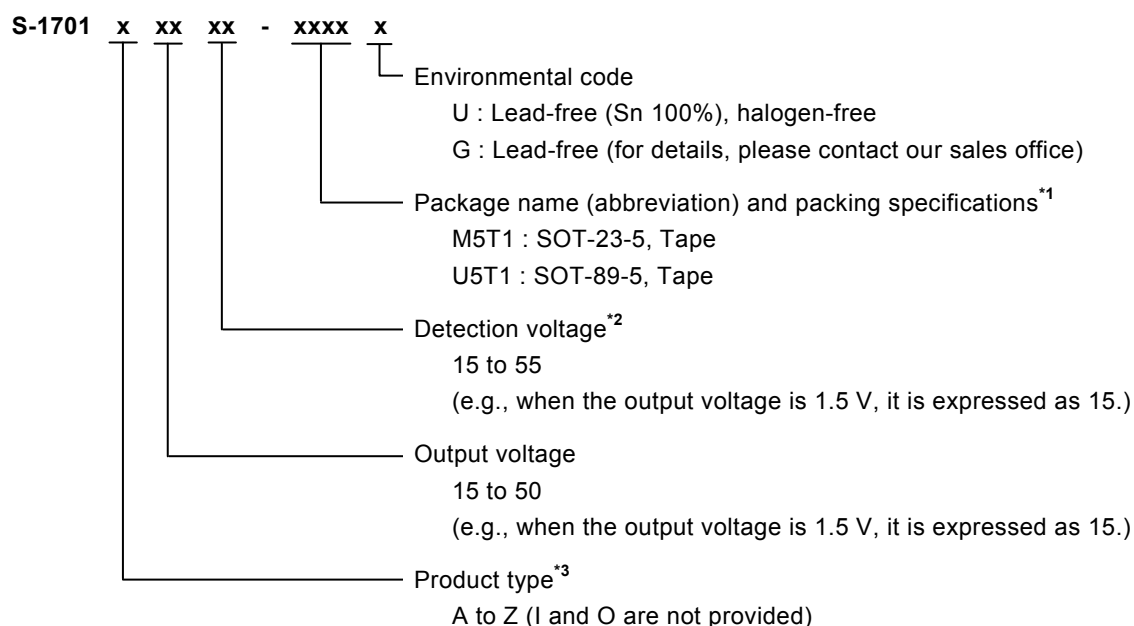 S-1701 x xx xx - xxxx x
Environmental code
U : Lead-free (Sn 100%), halogen-free
G : Lead-free (for details, please contact our sales office)
Package name (abbreviation) and packing specifications*1
M5T1 : SOT-23-5, Tape
U5T1 : SOT-89-5, Tape
Detection voltage*2
15 to 55
(e.g., when the output voltage is 1.5 V, it is expressed as 15.)
Output voltage
15 to 50
(e.g., when the output voltage is 1.5 V, it is expressed as 15.)
Product type*3
A to Z (I and O are not provided)